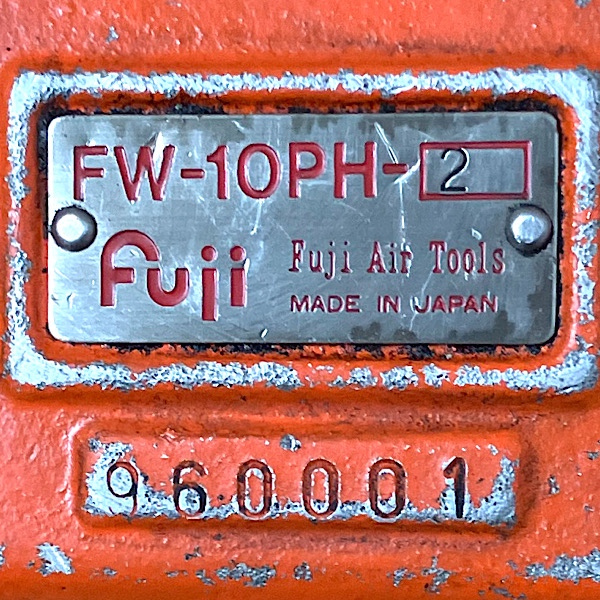 FW-10PH-2
Fuji Fuji Air Tools
MADE IN JAPAN
960001